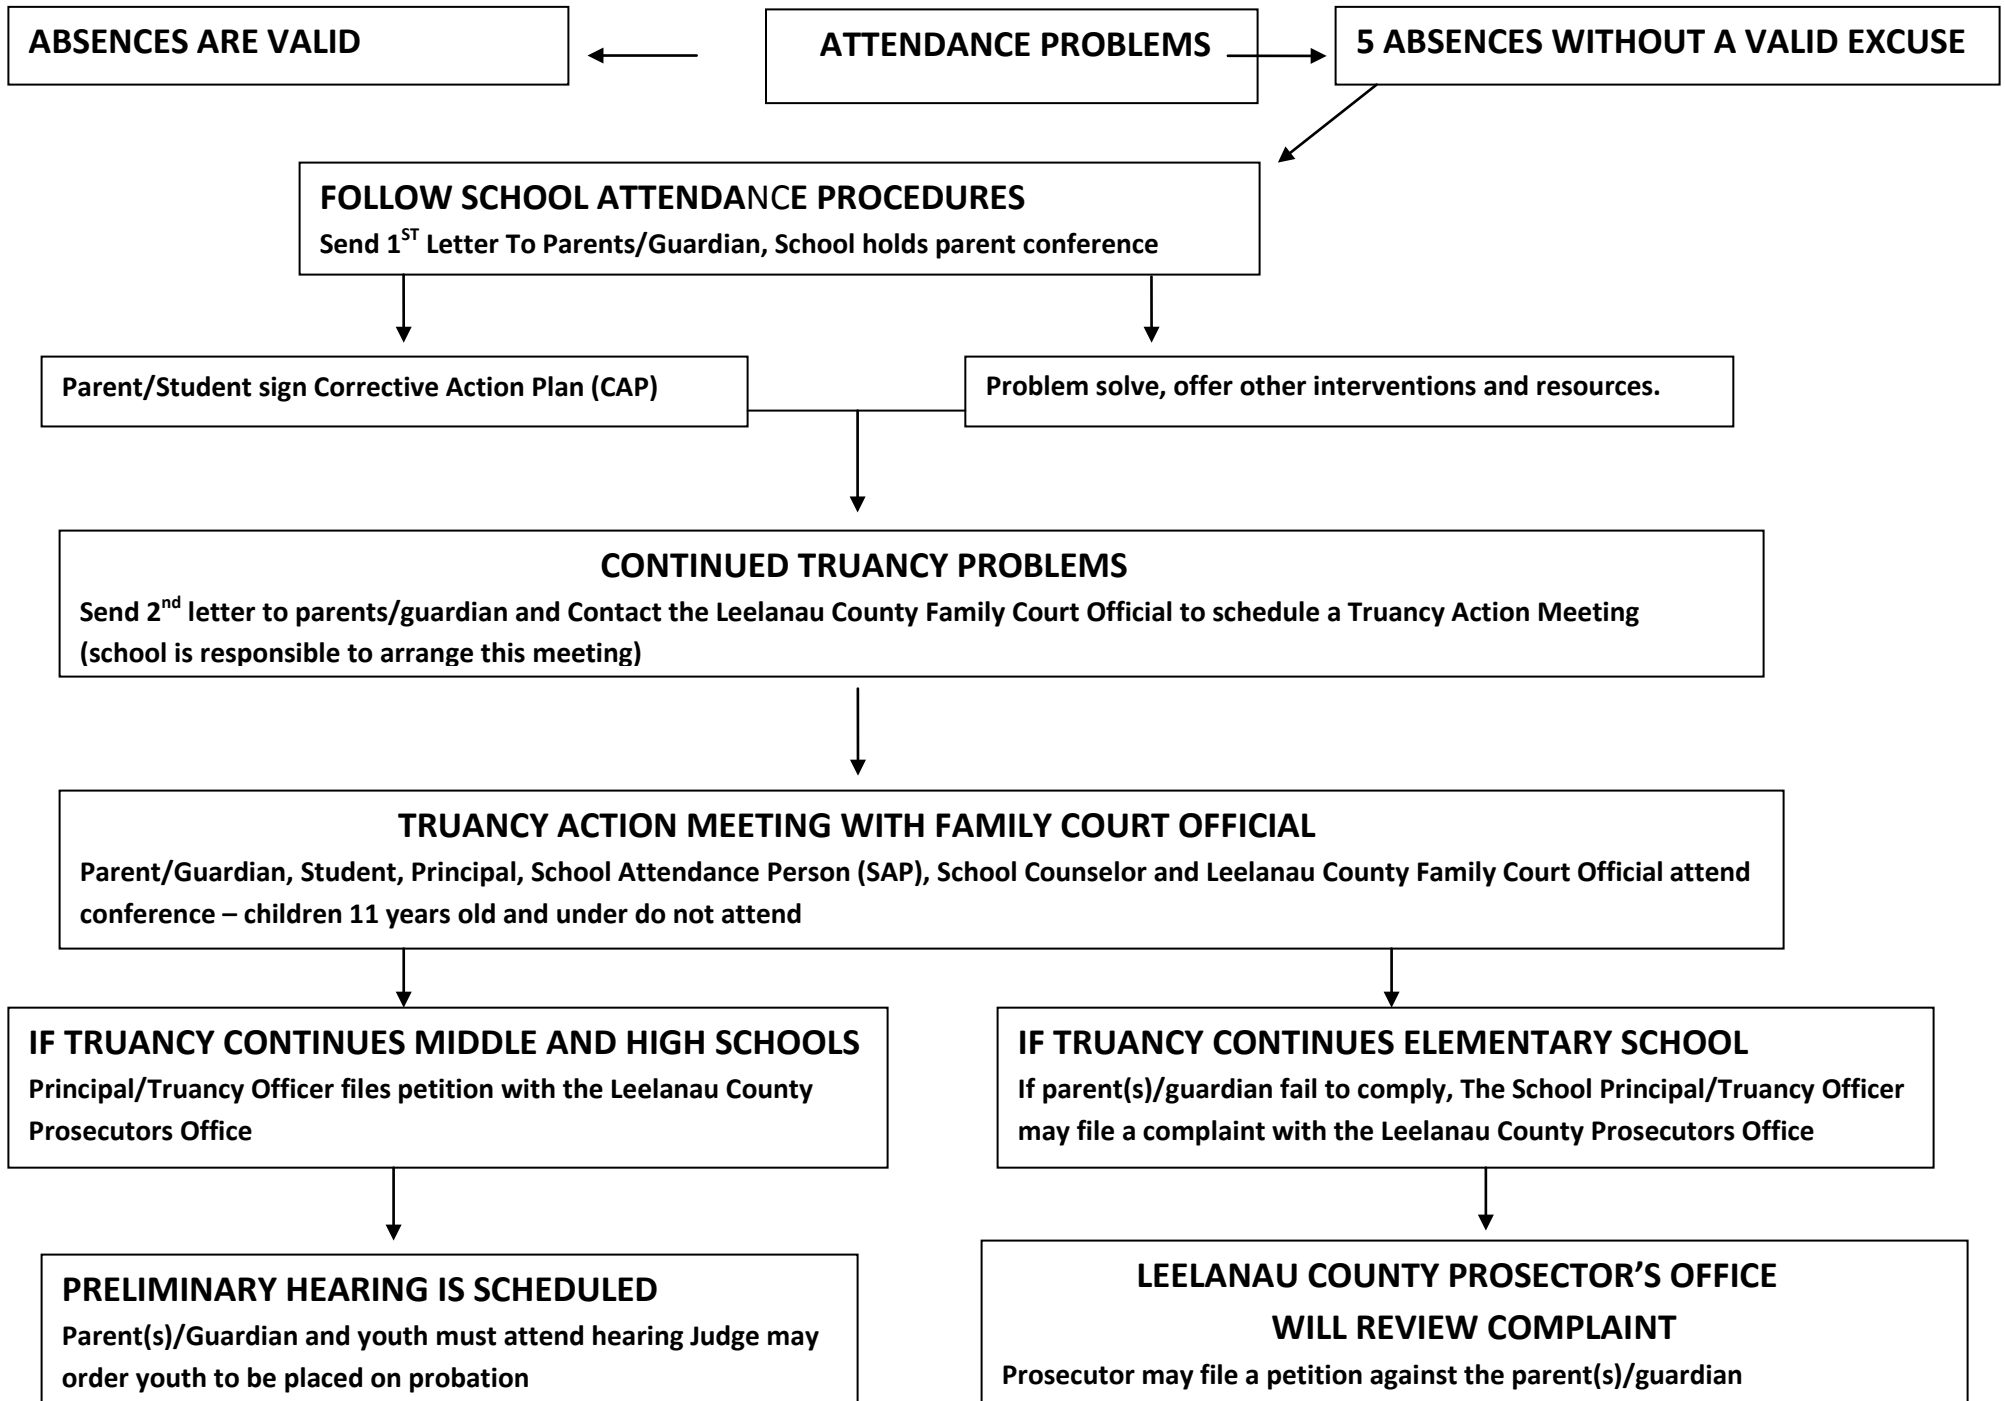 ABSENCES ARE VALID
ATTENDANCE PROBLEMS
5 ABSENCES WITHOUT A VALID EXCUSE
FOLLOW SCHOOL ATTENDANCE PROCEDURES
Send 1ST Letter To Parents/Guardian, School holds parent conference
Parent/Student sign Corrective Action Plan (CAP)
Problem solve, offer other interventions and resources.
CONTINUED TRUANCY PROBLEMS
Send 2nd letter to parents/guardian and Contact the Leelanau County Family Court Official to schedule a Truancy Action Meeting
(school is responsible to arrange this meeting)
TRUANCY ACTION MEETING WITH FAMILY COURT OFFICIAL
Parent/Guardian, Student, Principal, School Attendance Person (SAP), School Counselor and Leelanau County Family Court Official attend
conference – children 11 years old and under do not attend
IF TRUANCY CONTINUES MIDDLE AND HIGH SCHOOLS
Principal/Truancy Officer files petition with the Leelanau County
Prosecutors Office
IF TRUANCY CONTINUES ELEMENTARY SCHOOL
If parent(s)/guardian fail to comply, The School Principal/Truancy Officer
may file a complaint with the Leelanau County Prosecutors Office
PRELIMINARY HEARING IS SCHEDULED
Parent(s)/Guardian and youth must attend hearing Judge may
order youth to be placed on probation
LEELANAU COUNTY PROSECTOR’S OFFICE
WILL REVIEW COMPLAINT
Prosecutor may file a petition against the parent(s)/guardian